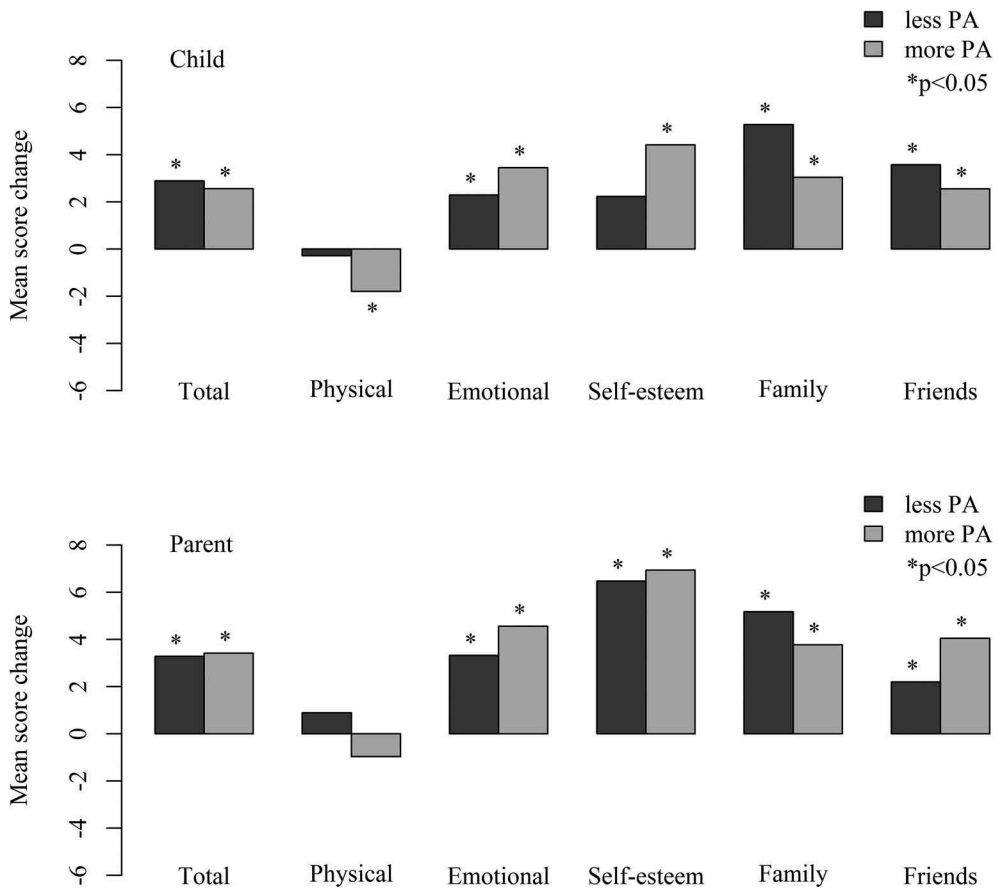 less PA
more PA
*p<0.05
Child
Mean score change
8
6
4
2
0
-2
-4
-6
* * * * * * * * * *
Total Physical Emotional Self-esteem Family Friends
less PA
more PA
*p<0.05
Parent
Mean score change
8
6
4
2
0
-2
-4
-6
* * * * * * * * * *
Total Physical Emotional Self-esteem Family Friends